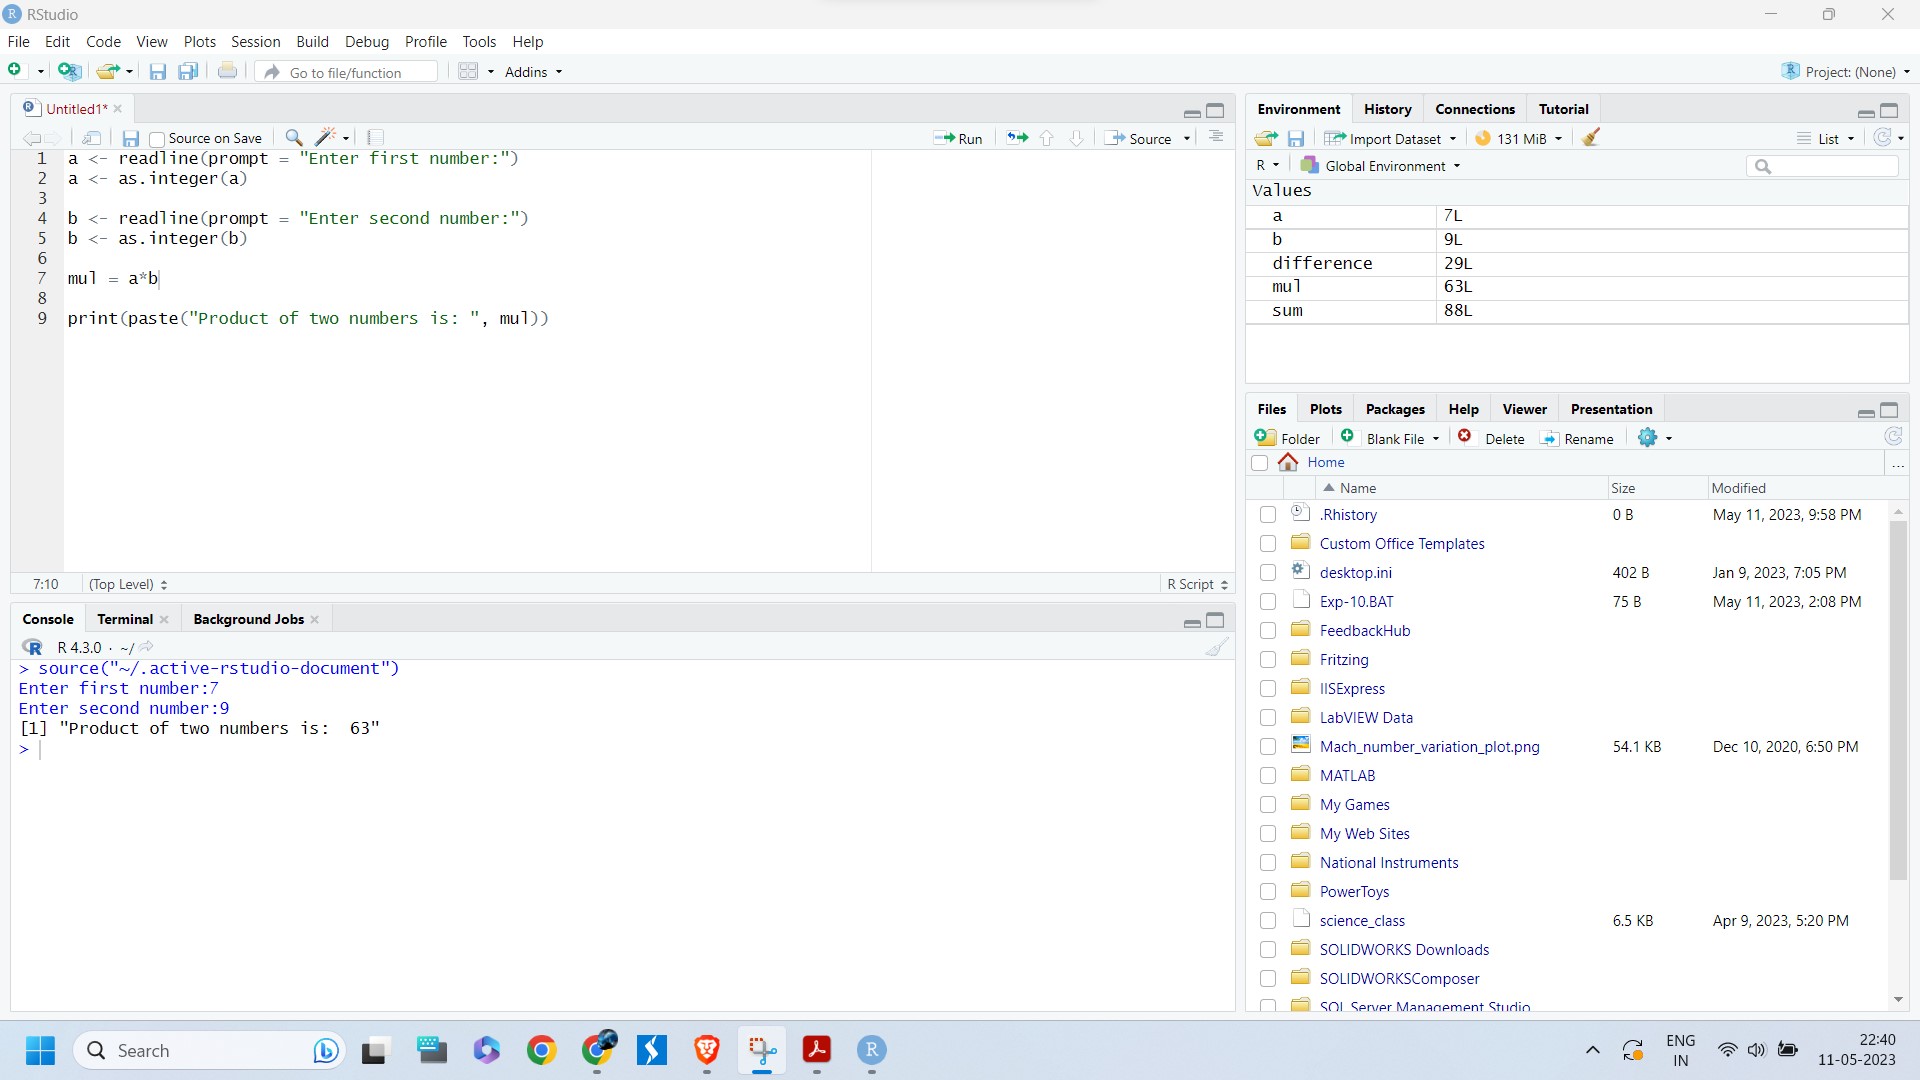 RStudio
File Edit Code View Plots Session Build Debug Profile Tools Help
Go to file/function Addins Project: (None)
Untitled1*
Source on Save Run Source
1 a <- readline(prompt = "Enter first number:")
2 a <- as.integer(a)
3
4 b <- readline(prompt = "Enter second number:")
5 b <- as.integer(b)
6
7 mul = a*b
8
9 print(paste("Product of two numbers is: ", mul))
7:10 (Top Level) R Script
Console Terminal Background Jobs
R 4.3.0 · ~/
> source("~/.active-rstudio-document")
Enter first number:7
Enter second number:9
[1] "Product of two numbers is:  63"
>
Environment History Connections Tutorial
Import Dataset 131 MiB List
R Global Environment
Values
a 7L
b 9L
difference 29L
mul 63L
sum 88L
Files Plots Packages Help Viewer Presentation
Folder Blank File Delete Rename
Home ...
Name Size Modified
.Rhistory 0 B May 11, 2023, 9:58 PM
Custom Office Templates
desktop.ini 402 B Jan 9, 2023, 7:05 PM
Exp-10.BAT 75 B May 11, 2023, 2:08 PM
FeedbackHub
Fritzing
IISExpress
LabVIEW Data
Mach_number_variation_plot.png 54.1 KB Dec 10, 2020, 6:50 PM
MATLAB
My Games
My Web Sites
National Instruments
PowerToys
science_class 6.5 KB Apr 9, 2023, 5:20 PM
SOLIDWORKS Downloads
SOLIDWORKSComposer
SQL Server Management Studio
Search
ENG
IN
22:40
11-05-2023